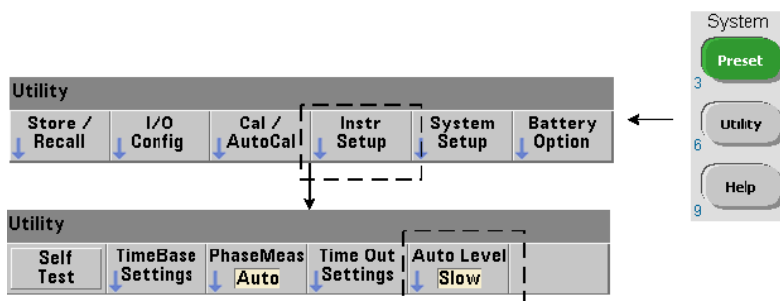 System
Preset
3
Utility
6
Help
9
Utility
Store / Recall
I/O Config
Cal / AutoCal
Instr Setup
System Setup
Battery Option
Utility
Self Test
TimeBase Settings
PhaseMeas Auto
Time Out Settings
Auto Level Slow